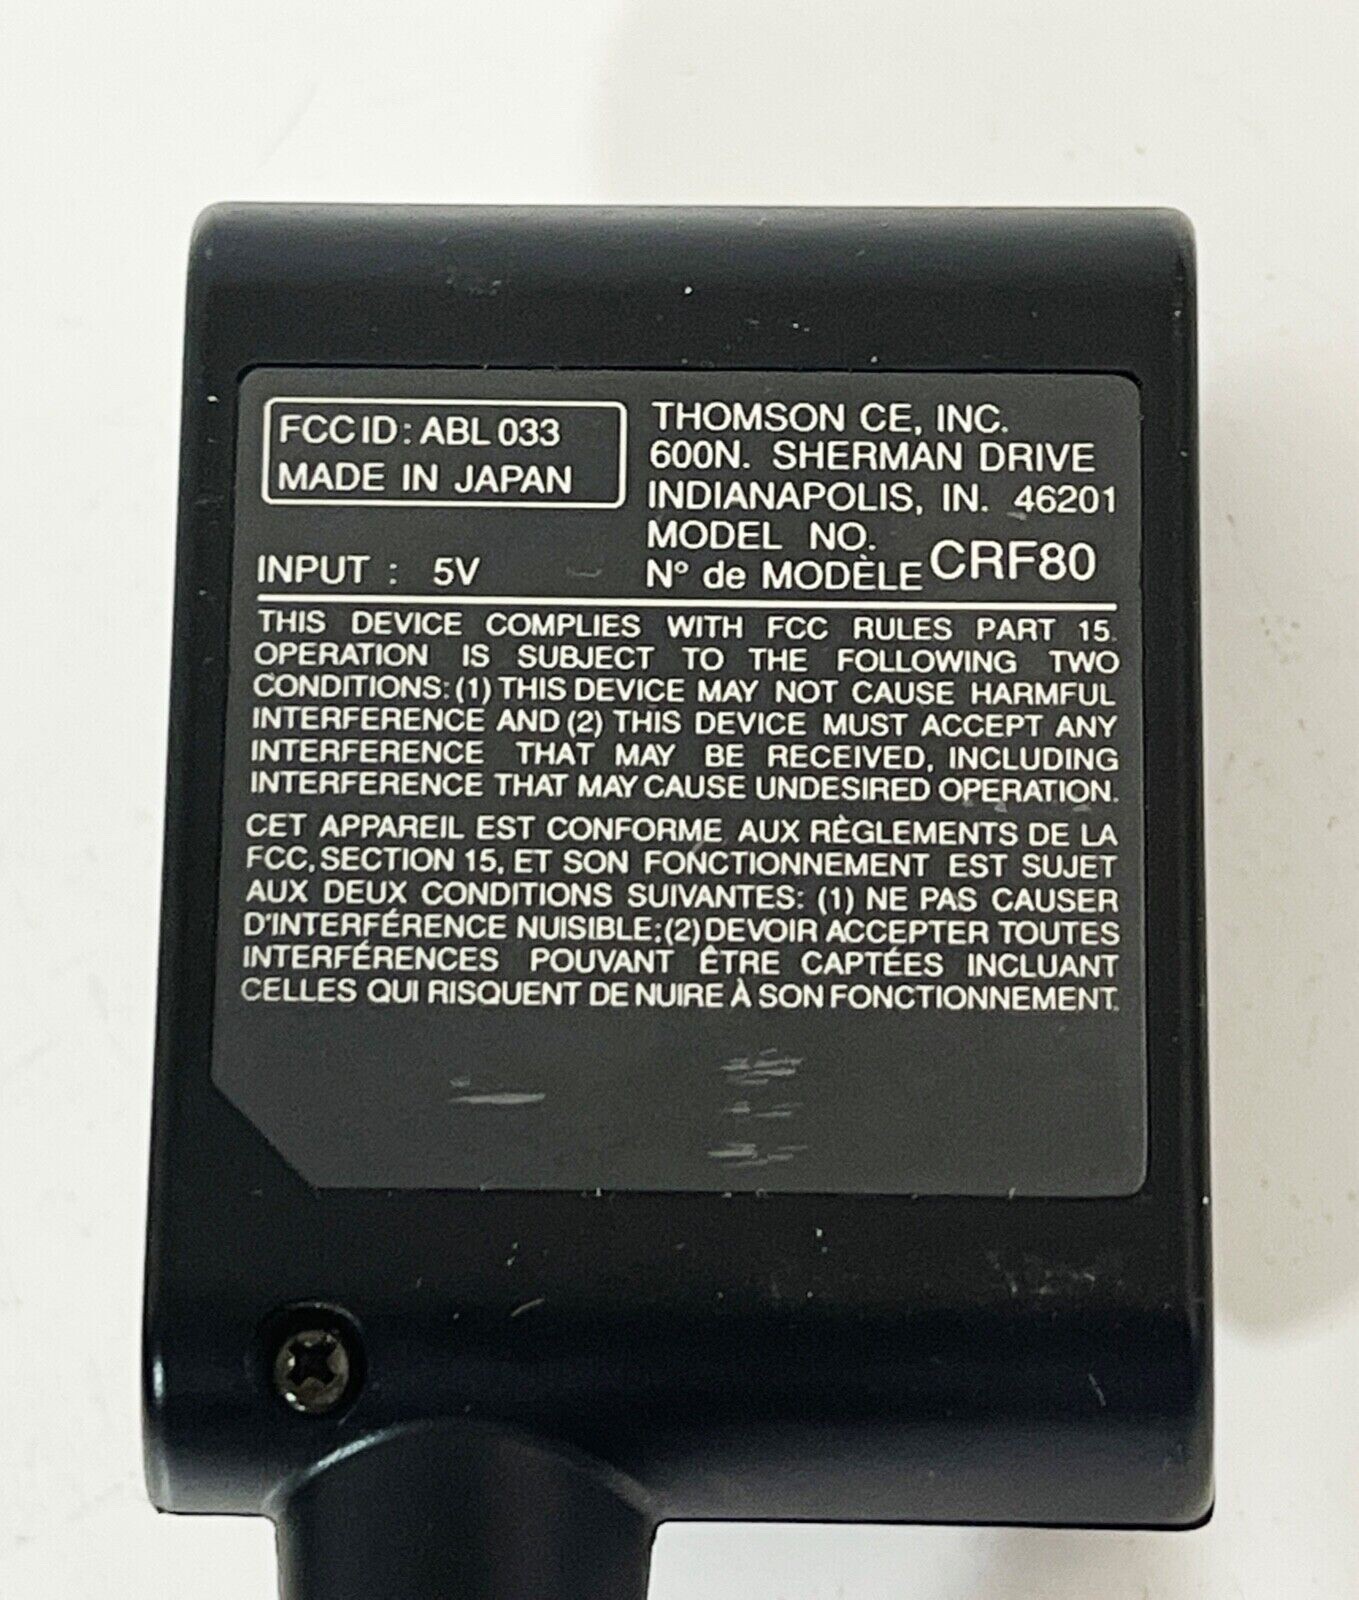 FCC ID: ABL 033
MADE IN JAPAN
THOMSON CE, INC.
600N. SHERMAN DRIVE
INDIANAPOLIS, IN. 46201
MODEL NO.
N° de MODÈLE CRF80
INPUT : 5V
THIS DEVICE COMPLIES WITH FCC RULES PART 15.
OPERATION IS SUBJECT TO THE FOLLOWING TWO
CONDITIONS: (1) THIS DEVICE MAY NOT CAUSE HARMFUL
INTERFERENCE AND (2) THIS DEVICE MUST ACCEPT ANY
INTERFERENCE THAT MAY BE RECEIVED, INCLUDING
INTERFERENCE THAT MAY CAUSE UNDESIRED OPERATION.
CET APPAREIL EST CONFORME AUX RÈGLEMENTS DE LA
FCC, SECTION 15, ET SON FONCTIONNEMENT EST SUJET
AUX DEUX CONDITIONS SUIVANTES: (1) NE PAS CAUSER
D'INTERFÉRENCE NUISIBLE; (2) DEVOIR ACCEPTER TOUTES
INTERFÉRENCES POUVANT ÊTRE CAPTÉES INCLUANT
CELLES QUI RISQUENT DE NUIRE À SON FONCTIONNEMENT.